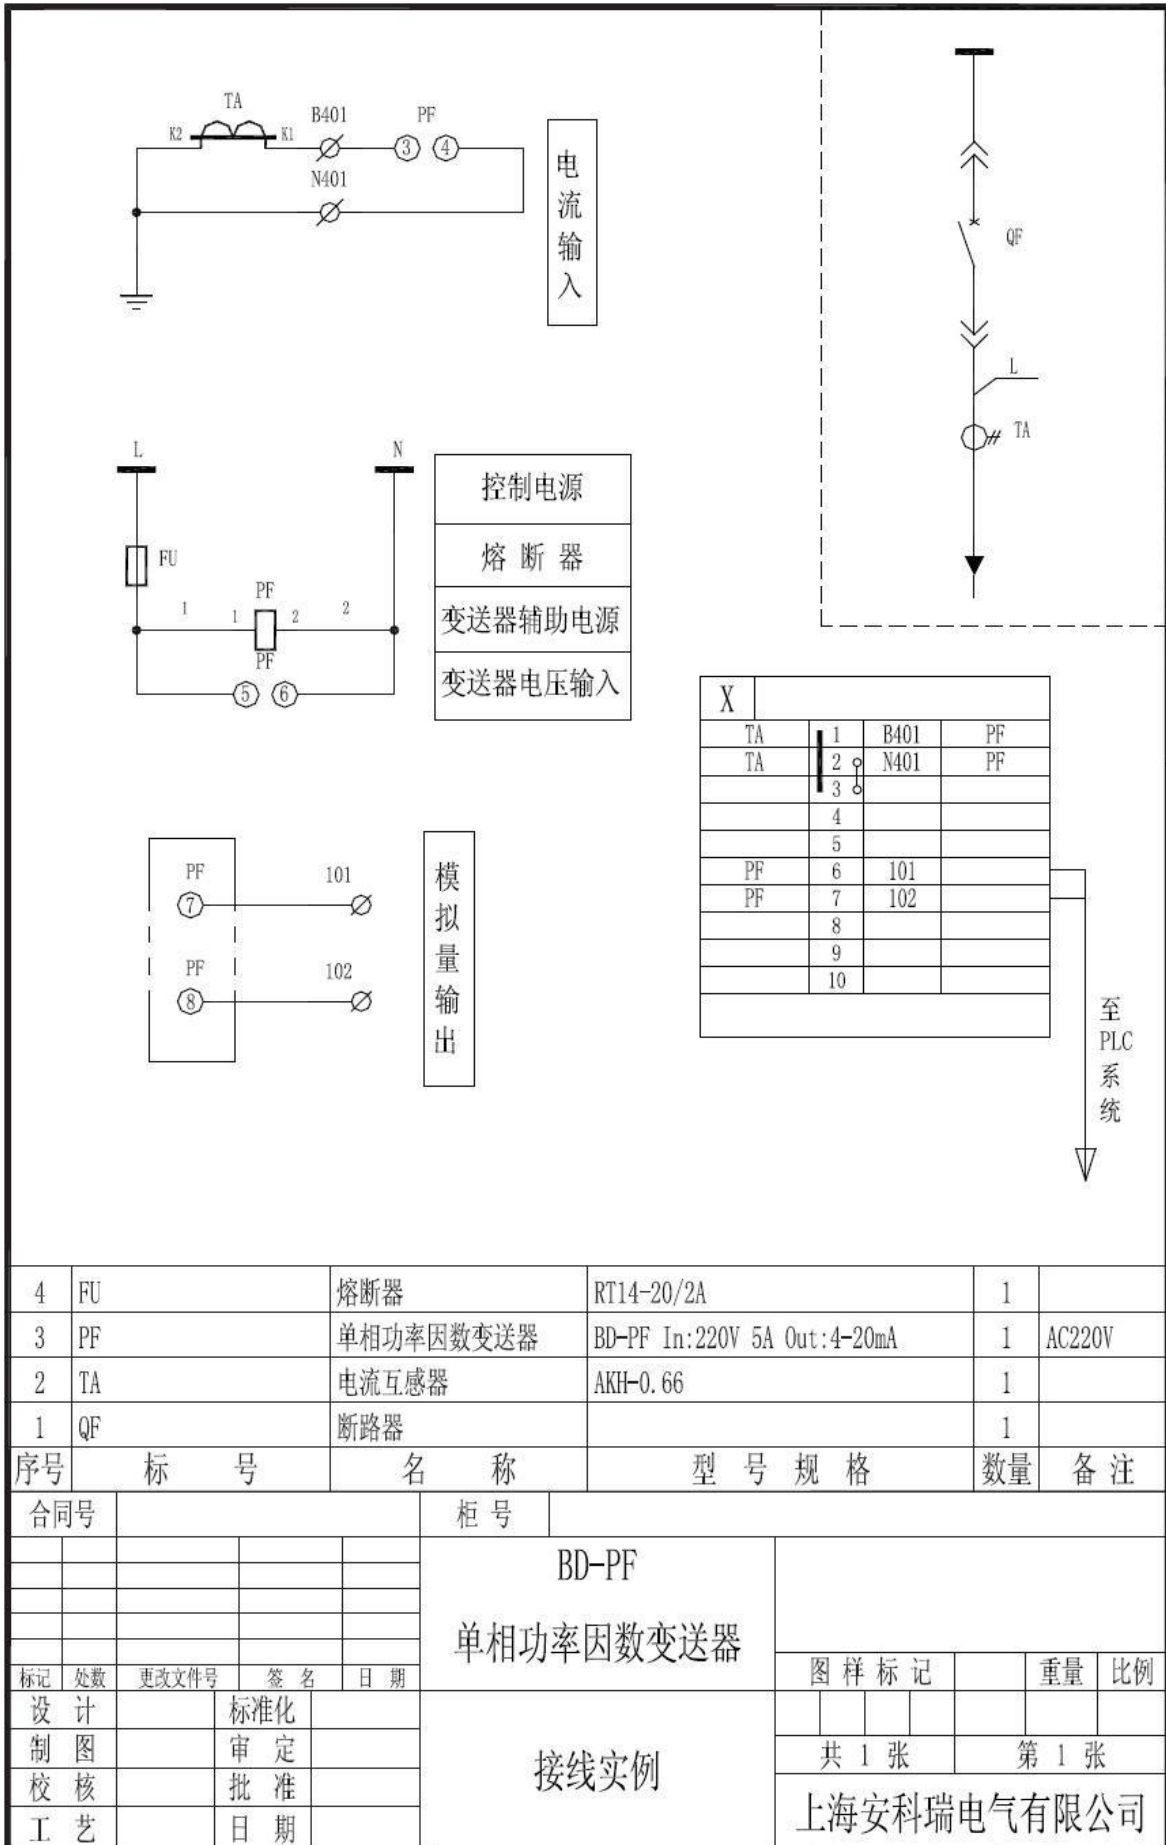 TA
K2
K1
B401
PF
③
④
N401
电流输入
QF
L
TA
L
N
FU
1
1
PF
2
2
PF
⑤
⑥
控制电源
熔断器
变送器辅助电源
变送器电压输入
X
TA 1 B401 PF
TA 2 N401 PF
3
4
5
PF 6 101
PF 7 102
8
9
10
至PLC系统
PF
⑦
101
PF
⑧
102
模拟量输出
4 FU 熔断器 RT14-20/2A 1
3 PF 单相功率因数变送器 BD-PF In:220V 5A Out:4-20mA 1 AC220V
2 TA 电流互感器 AKH-0.66 1
1 QF 断路器 1
序号 标号 名称 型号规格 数量 备注
合同号 柜号
BD-PF
单相功率因数变送器
标记 处数 更改文件号 签名 日期
图样标记 重量 比例
设计 标准化
制图 审定
校核 批准
工艺 日期
接线实例
共1张 第1张
上海安科瑞电气有限公司